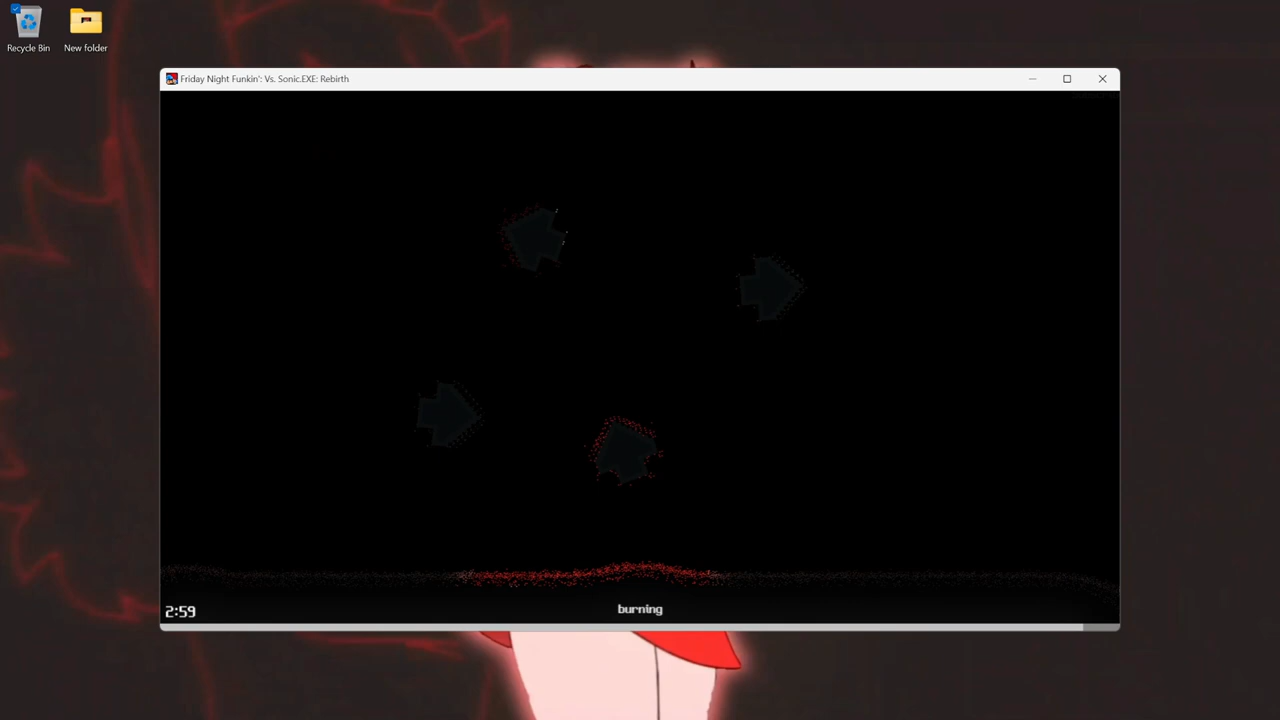 Recycle Bin
New folder
Friday Night Funkin': Vs. Sonic.EXE: Rebirth
2:59
burning